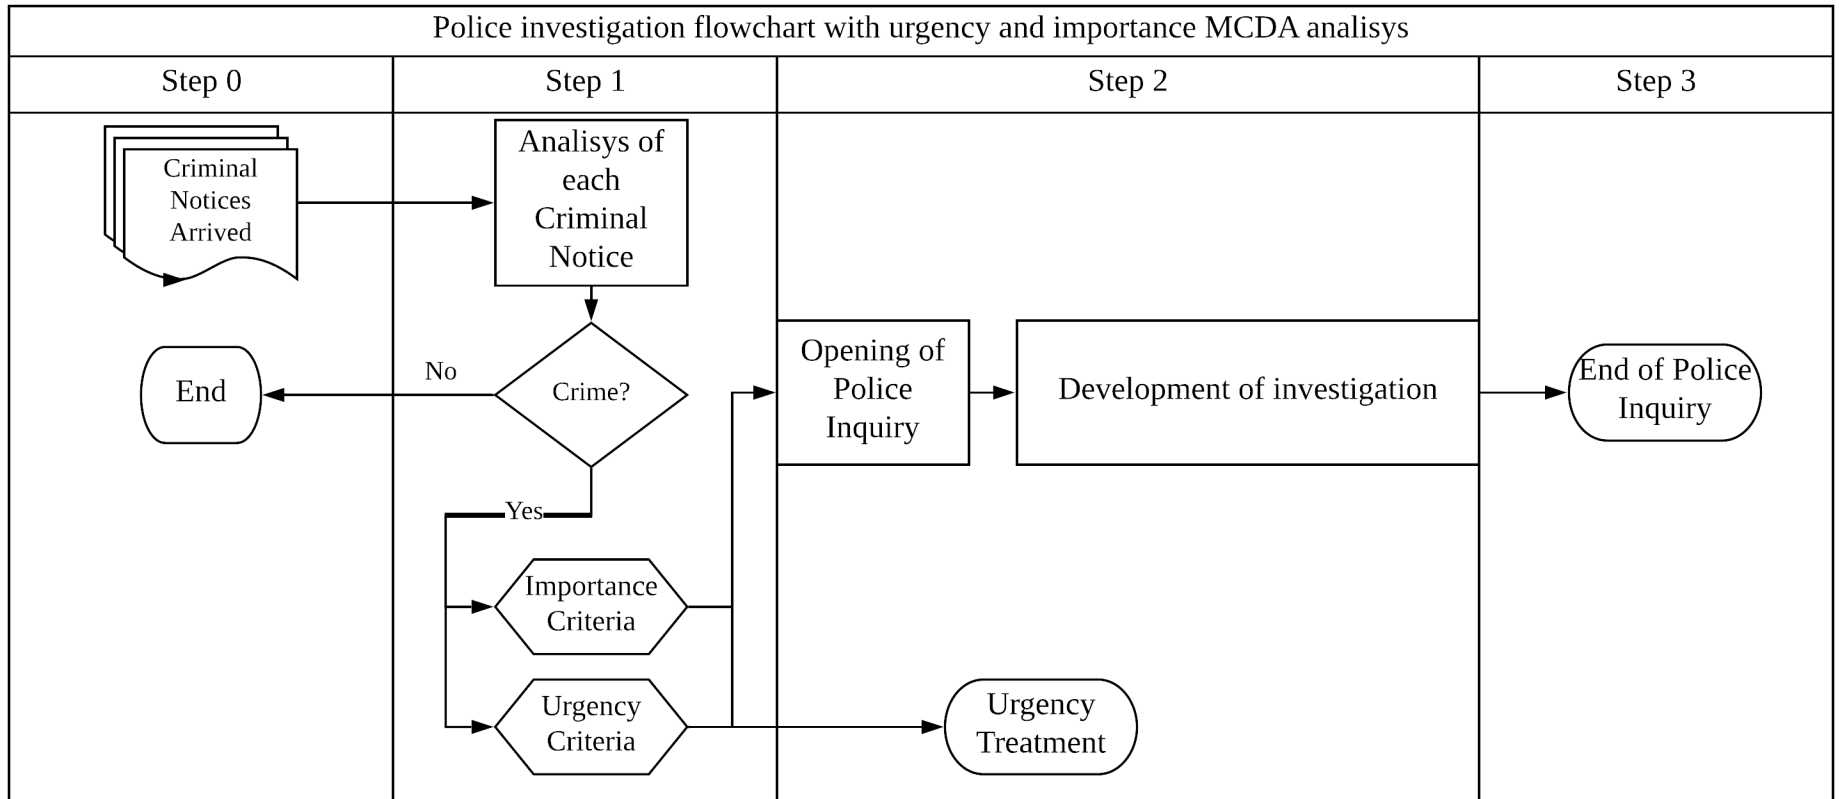 Police investigation flowchart with urgency and importance MCDA analisys
Step 0
Step 1
Step 2
Step 3
Criminal
Notices
Arrived
Analisys of
each
Criminal
Notice
End
No
Crime?
Opening of
Police
Inquiry
Development of investigation
End of Police
Inquiry
Yes
Importance
Criteria
Urgency
Criteria
Urgency
Treatment